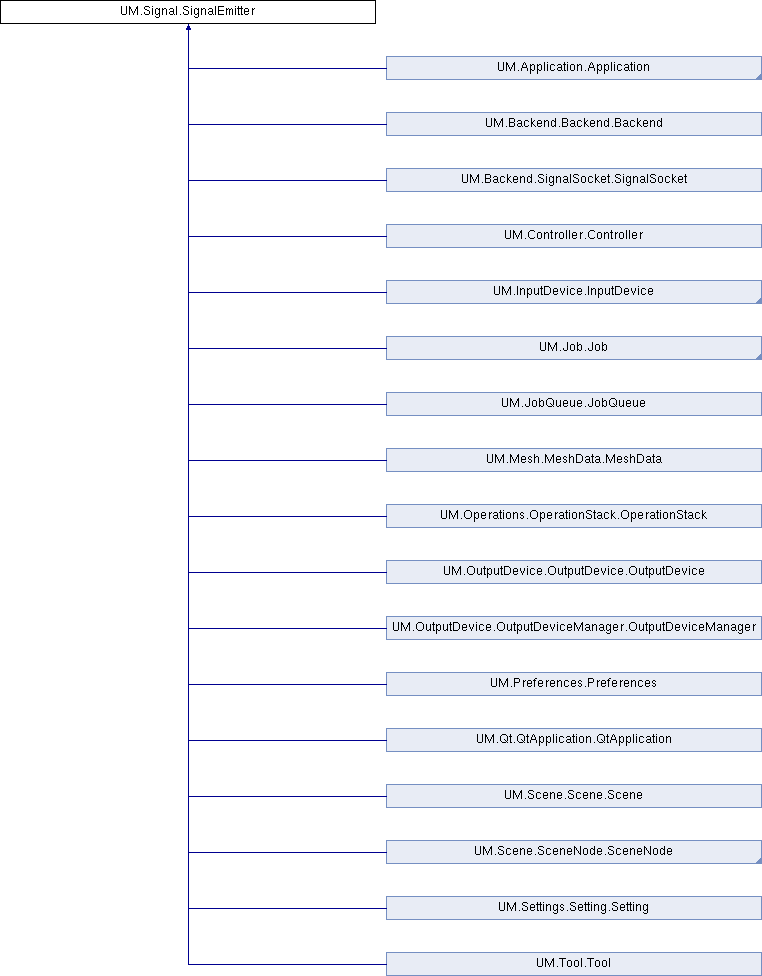 UM.Signal.SignalEmitter
UM.Application.Application
UM.Backend.Backend.Backend
UM.Backend.SignalSocket.SignalSocket
UM.Controller.Controller
UM.InputDevice.InputDevice
UM.Job.Job
UM.JobQueue.JobQueue
UM.Mesh.MeshData.MeshData
UM.Operations.OperationStack.OperationStack
UM.OutputDevice.OutputDevice.OutputDevice
UM.OutputDevice.OutputDeviceManager.OutputDeviceManager
UM.Preferences.Preferences
UM.Qt.QtApplication.QtApplication
UM.Scene.Scene.Scene
UM.Scene.SceneNode.SceneNode
UM.Settings.Setting.Setting
UM.Tool.Tool